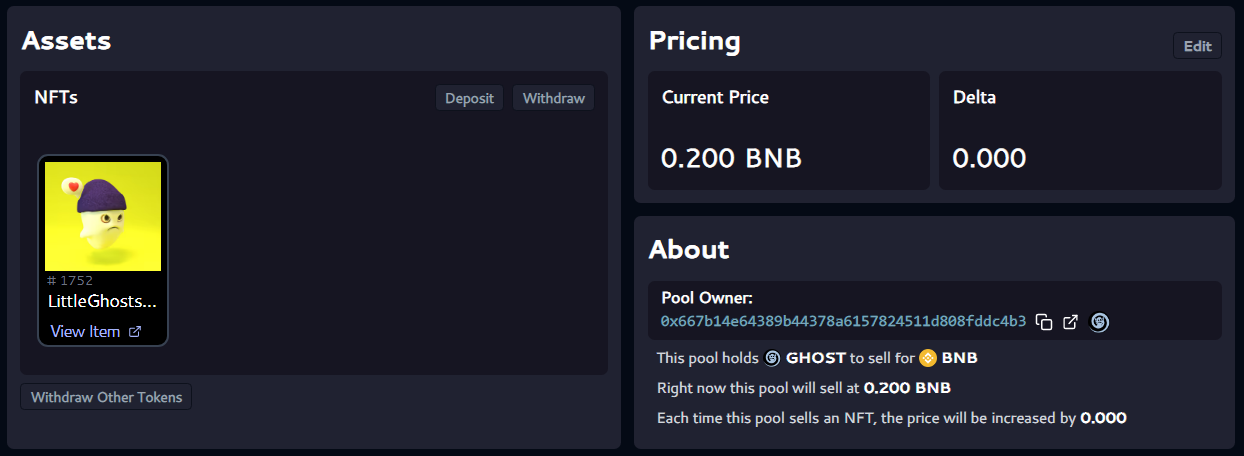 Assets
NFTs
Deposit
Withdraw
# 1752
LittleGhosts...
View Item
Withdraw Other Tokens
Pricing
Edit
Current Price
0.200 BNB
Delta
0.000
About
Pool Owner:
0x667b14e64389b44378a6157824511d808fddc4b3
This pool holds GHOST to sell for BNB
Right now this pool will sell at 0.200 BNB
Each time this pool sells an NFT, the price will be increased by 0.000